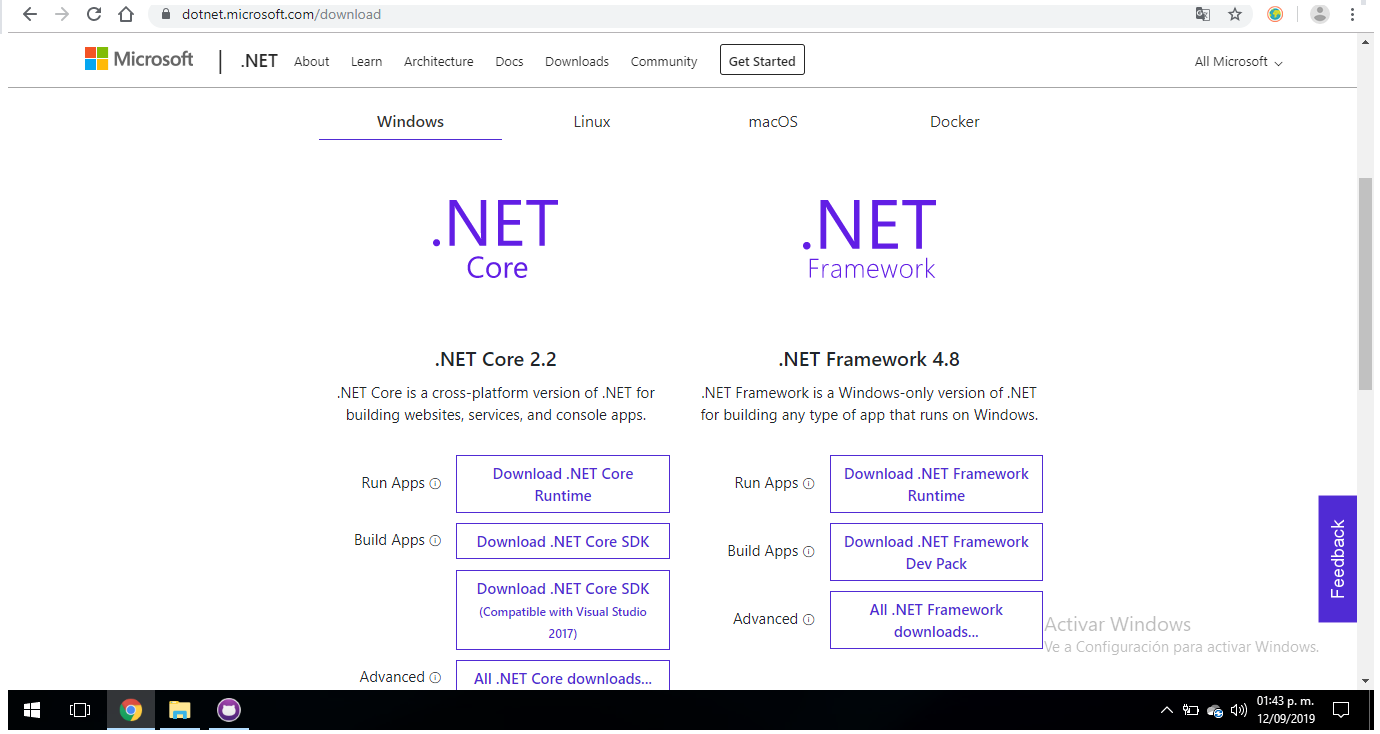 dotnet.microsoft.com/download
Microsoft | .NET About Learn Architecture Docs Downloads Community Get Started All Microsoft
Windows Linux macOS Docker
.NET
Core
.NET
Framework
.NET Core 2.2
.NET Core is a cross-platform version of .NET for
building websites, services, and console apps.
Run Apps
Download .NET Core
Runtime
Build Apps
Download .NET Core SDK
Download .NET Core SDK
(Compatible with Visual Studio
2017)
Advanced
All .NET Core downloads...
.NET Framework 4.8
.NET Framework is a Windows-only version of .NET
for building any type of app that runs on Windows.
Run Apps
Download .NET Framework
Runtime
Build Apps
Download .NET Framework
Dev Pack
Advanced
All .NET Framework
downloads...
Feedback
Activar Windows
Ve a Configuración para activar Windows.
01:43 p. m.
12/09/2019